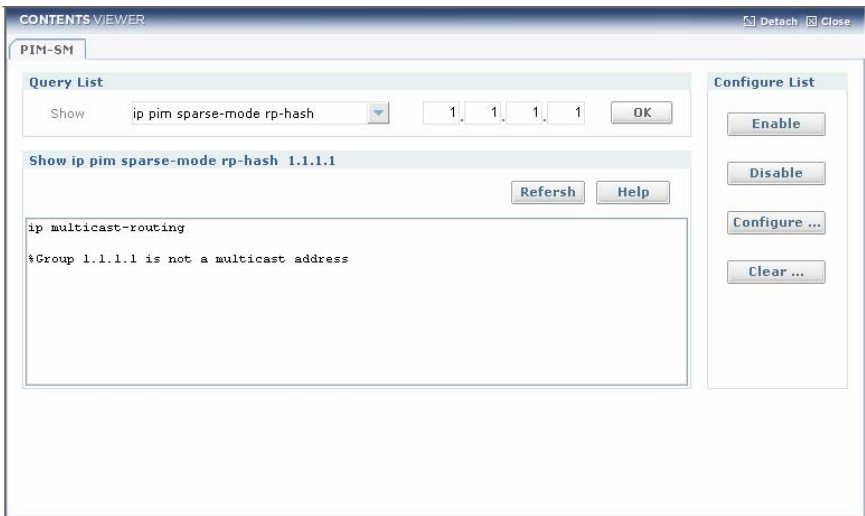 CONTENTS VIEWER
Detach Close
PIM-SM
Query List
Show ip pim sparse-mode rp-hash 1. 1. 1. 1 OK
Show ip pim sparse-mode rp-hash 1.1.1.1
Refersh Help
ip multicast-routing
%Group 1.1.1.1 is not a multicast address
Configure List
Enable
Disable
Configure ...
Clear ...